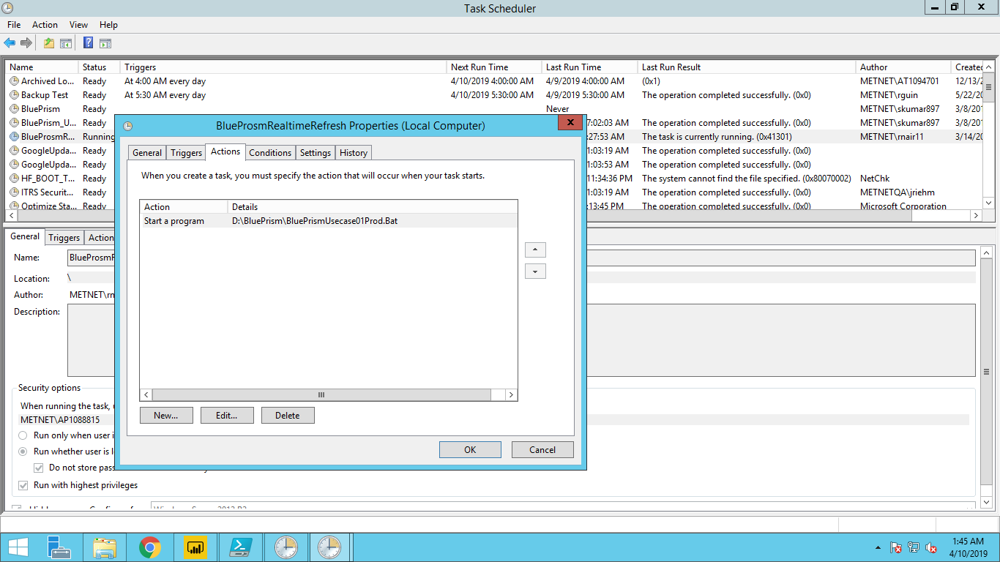 Task Scheduler
File Action View Help
Name Status Triggers Next Run Time Last Run Time Last Run Result Author Created
Archived Lo... Ready At 4:00 AM every day 4/10/2019 4:00:00 AM 4/9/2019 4:00:00 AM (0x1) METNET\AT1094701 12/13/2
Backup Test Ready At 5:30 AM every day 4/10/2019 5:30:00 AM 4/9/2019 5:30:00 AM The operation completed successfully. (0x0) METNET\rguin 5/22/20
BluePrism Ready Never METNET\skumar897 3/8/201
BluePrism_U... Ready 7:02:03 AM The operation completed successfully. (0x0) METNET\skumar897 3/8/201
BlueProsmR... Running :27:53 AM The task is currently running. (0x41301) METNET\rnair11 3/14/20
GoogleUpda... Ready 1:03:19 AM The operation completed successfully. (0x0)
GoogleUpda... Ready 1:03:53 AM The operation completed successfully. (0x0)
HF_BOOT_T... Ready 11:34:36 PM The system cannot find the file specified. (0x80070002) NetChk
ITRS Securit... Ready 1:03:19 AM The operation completed successfully. (0x0) METNETQA\jriehm
Optimize Sta... Ready :13:45 PM The operation completed successfully. (0x0) Microsoft Corporation
BlueProsmRealtimeRefresh Properties (Local Computer)
General Triggers Actions Conditions Settings History
When you create a task, you must specify the action that will occur when your task starts.
Action Details
Start a program D:\BluePrism\BluePrismUsecase01Prod.Bat
New... Edit... Delete
OK Cancel
General Triggers Action
Name: BlueProsmR
Location: \
Author: METNET\rn
Description:
Security options
When running the task, u
METNET\AP1088815
Run only when user i
Run whether user is l
Do not store pass
Run with highest privileges
1:45 AM
4/10/2019